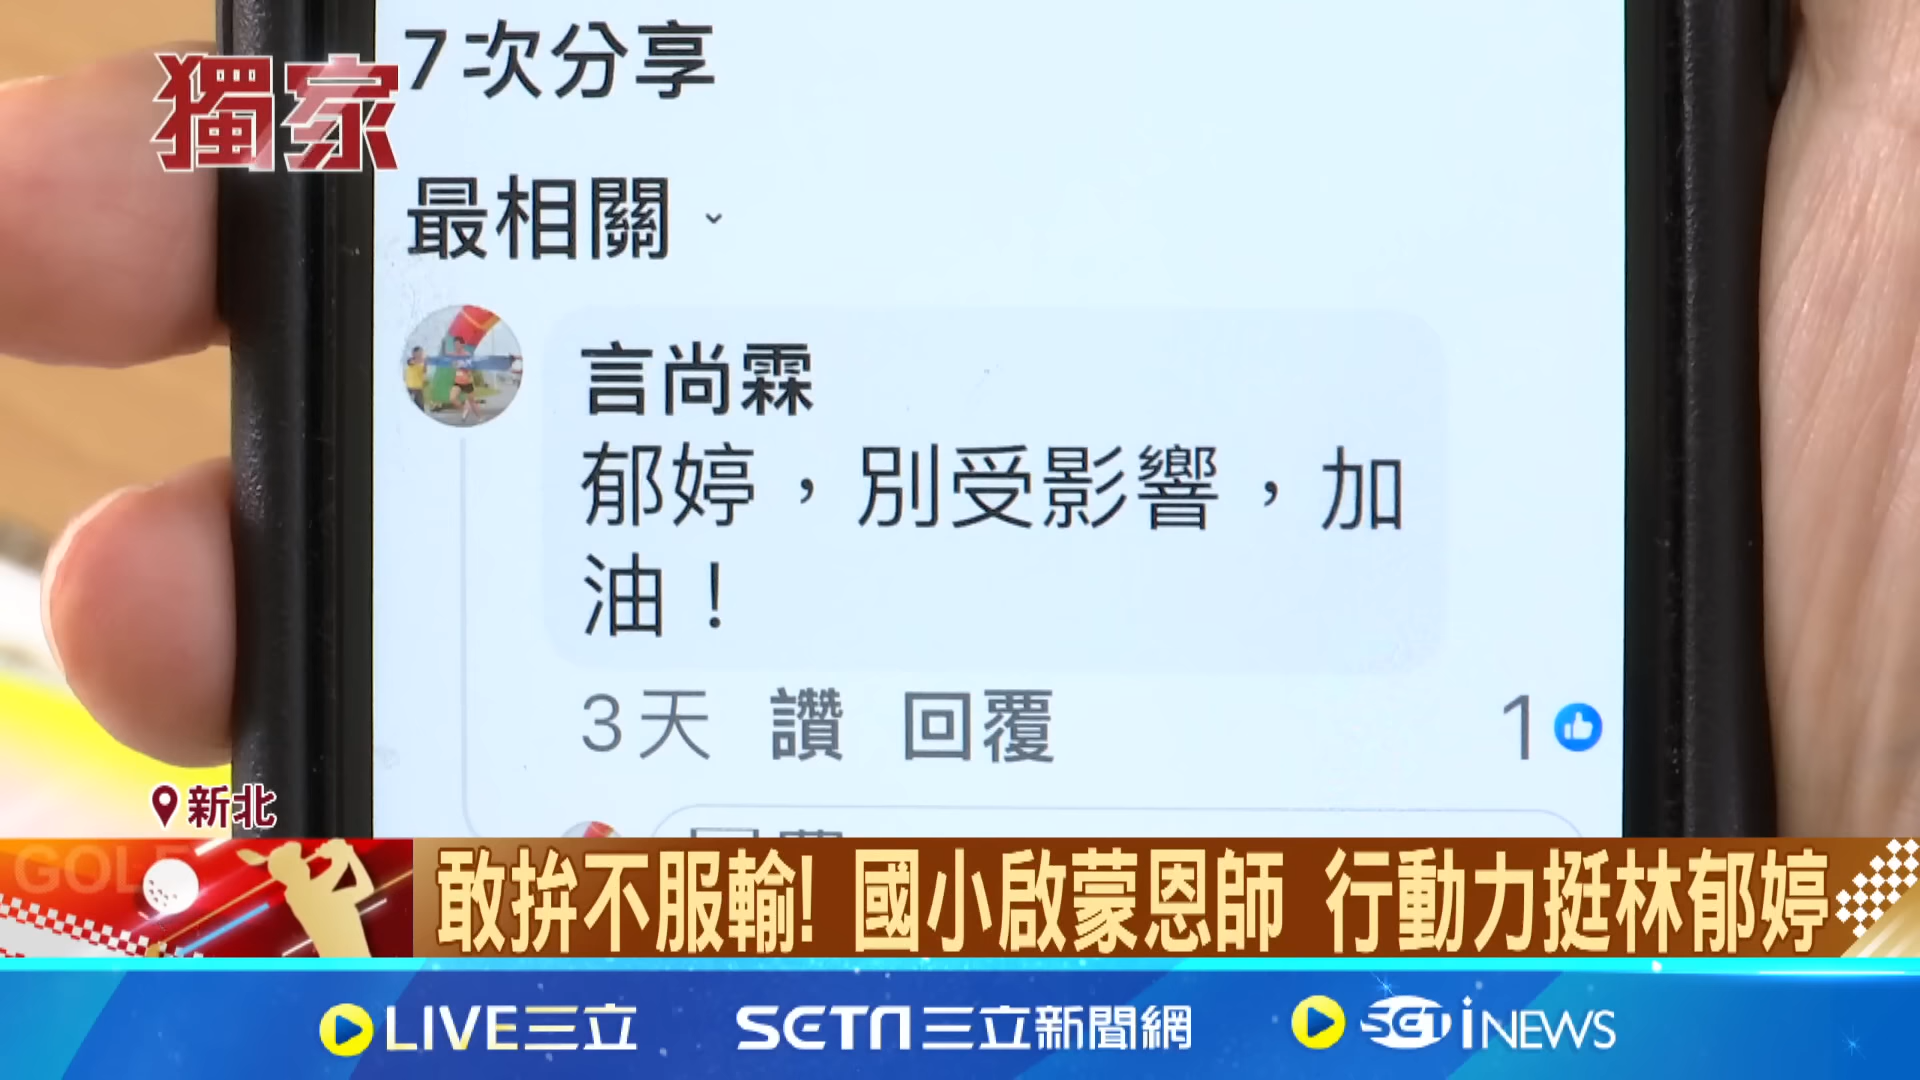 獨家
7次分享
最相關
言尚霖
郁婷，別受影響，加
油！
3天 讚 回覆 1
新北
GOLF
敢拚不服輸! 國小啟蒙恩師 行動力挺林郁婷
LIVE三立 SETN三立新聞網 SET iNEWS